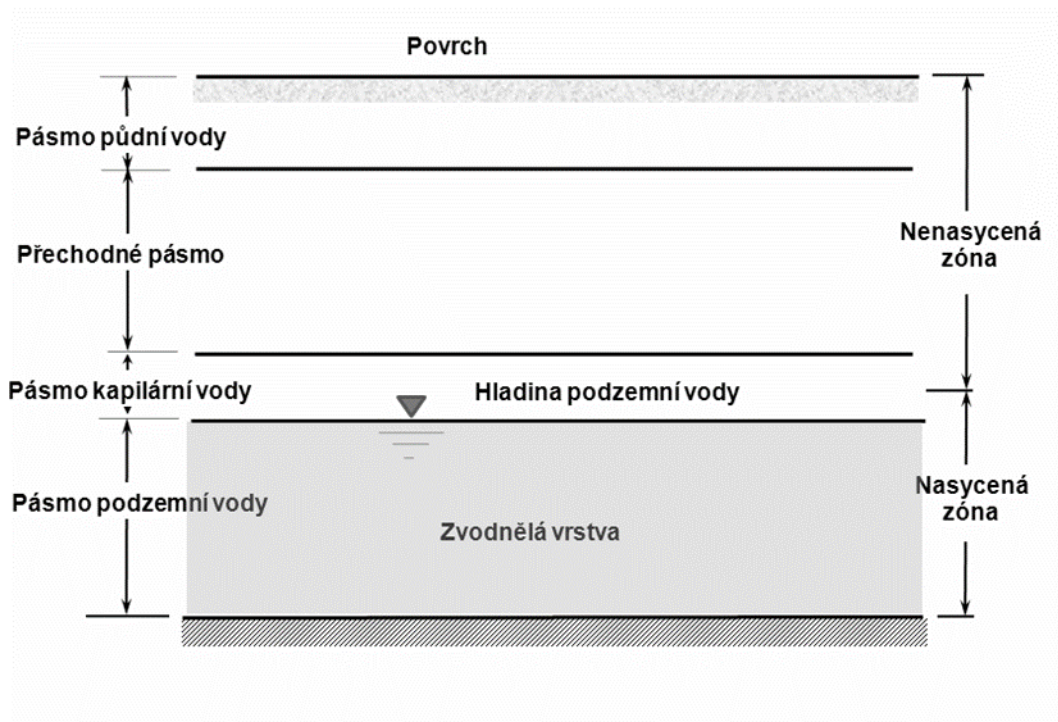 Povrch
Pásmo půdní vody
Přechodné pásmo
Nenasycená
zóna
Pásmo kapilární vody
Hladina podzemní vody
Pásmo podzemní vody
Zvodnělá vrstva
Nasycená
zóna